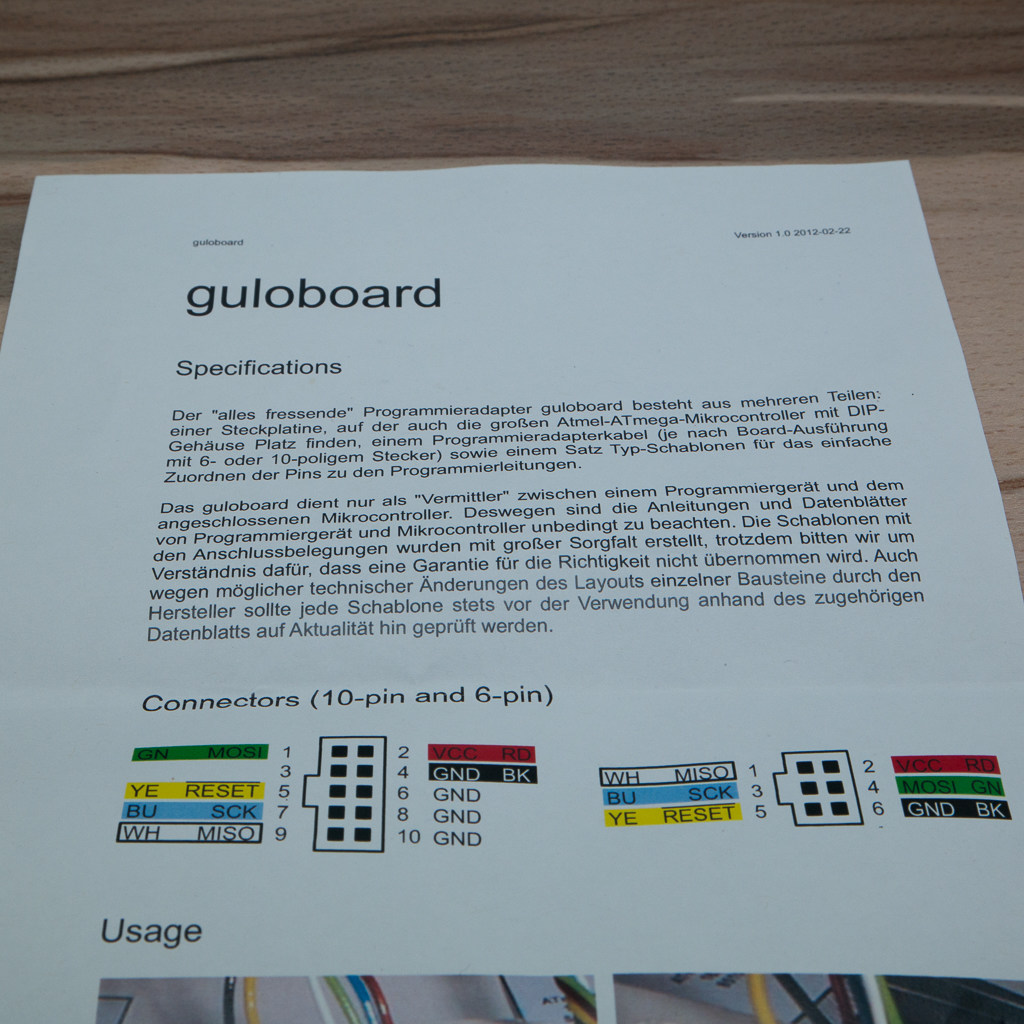 guloboard
Version 1.0 2012-02-22
guloboard
Specifications
Der "alles fressende" Programmieradapter guloboard besteht aus mehreren Teilen:
einer Steckplatine, auf der auch die großen Atmel-ATmega-Mikrocontroller mit DIP-
Gehäuse Platz finden, einem Programmieradapterkabel (je nach Board-Ausführung
mit 6- oder 10-poligem Stecker) sowie einem Satz Typ-Schablonen für das einfache
Zuordnen der Pins zu den Programmierleitungen.
Das guloboard dient nur als "Vermittler" zwischen einem Programmiergerät und dem
angeschlossenen Mikrocontroller. Deswegen sind die Anleitungen und Datenblätter
von Programmiergerät und Mikrocontroller unbedingt zu beachten. Die Schablonen mit
den Anschlussbelegungen wurden mit großer Sorgfalt erstellt, trotzdem bitten wir um
Verständnis dafür, dass eine Garantie für die Richtigkeit nicht übernommen wird. Auch
wegen möglicher technischer Änderungen des Layouts einzelner Bausteine durch den
Hersteller sollte jede Schablone stets vor der Verwendung anhand des zugehörigen
Datenblatts auf Aktualität hin geprüft werden.
Connectors (10-pin and 6-pin)
GN MOSI 1 2 VCC RD
3 4 GND BK
YE RESET 5 6 GND
BU SCK 7 8 GND
WH MISO 9 10 GND
WH MISO 1 2 VCC RD
BU SCK 3 4 MOSI GN
YE RESET 5 6 GND BK
Usage